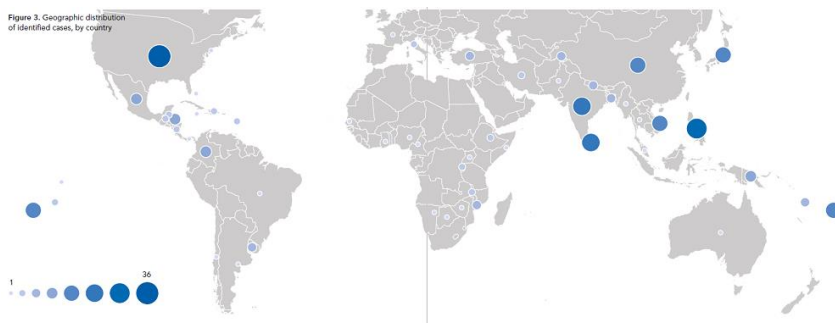 Figure 3. Geographic distribution
of identified cases, by country
1
36